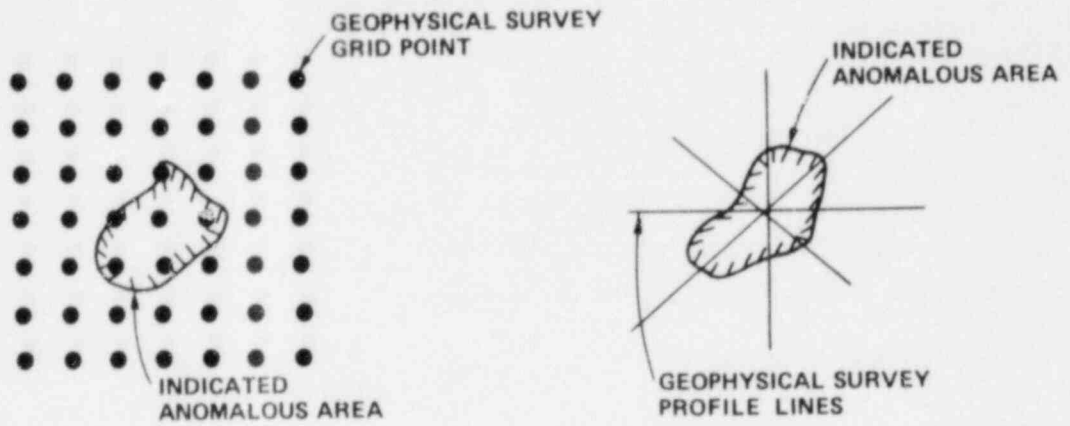 GEOPHYSICAL SURVEY
GRID POINT
INDICATED
ANOMALOUS AREA
INDICATED
ANOMALOUS AREA
GEOPHYSICAL SURVEY
PROFILE LINES